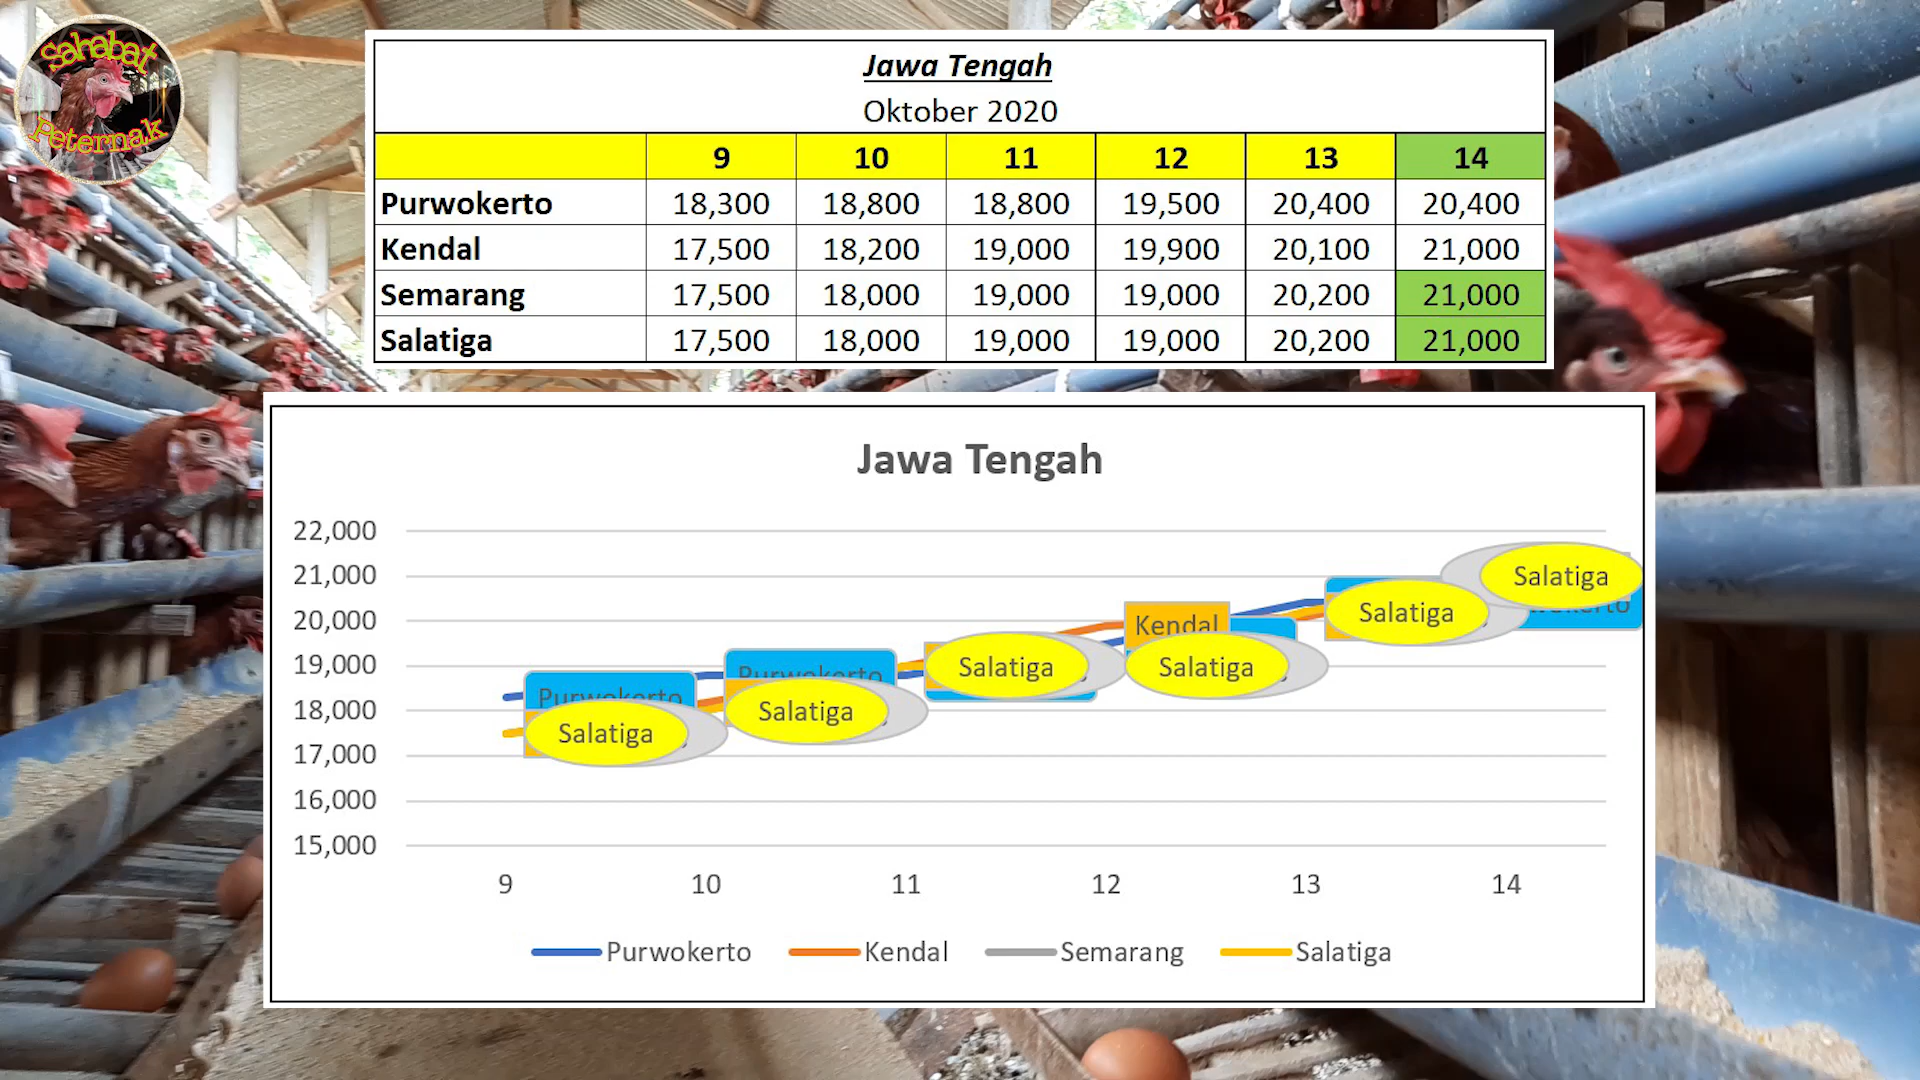 Sahabat
Peternak
Jawa Tengah
Oktober 2020
9 10 11 12 13 14
Purwokerto 18,300 18,800 18,800 19,500 20,400 20,400
Kendal 17,500 18,200 19,000 19,900 20,100 21,000
Semarang 17,500 18,000 19,000 19,000 20,200 21,000
Salatiga 17,500 18,000 19,000 19,000 20,200 21,000
Jawa Tengah
22,000
21,000
20,000
19,000
18,000
17,000
16,000
15,000
Purwokerto
Salatiga
Purwokerto
Salatiga
Salatiga
Kendal
Salatiga
Salatiga
Salatiga
9 10 11 12 13 14
Purwokerto Kendal Semarang Salatiga